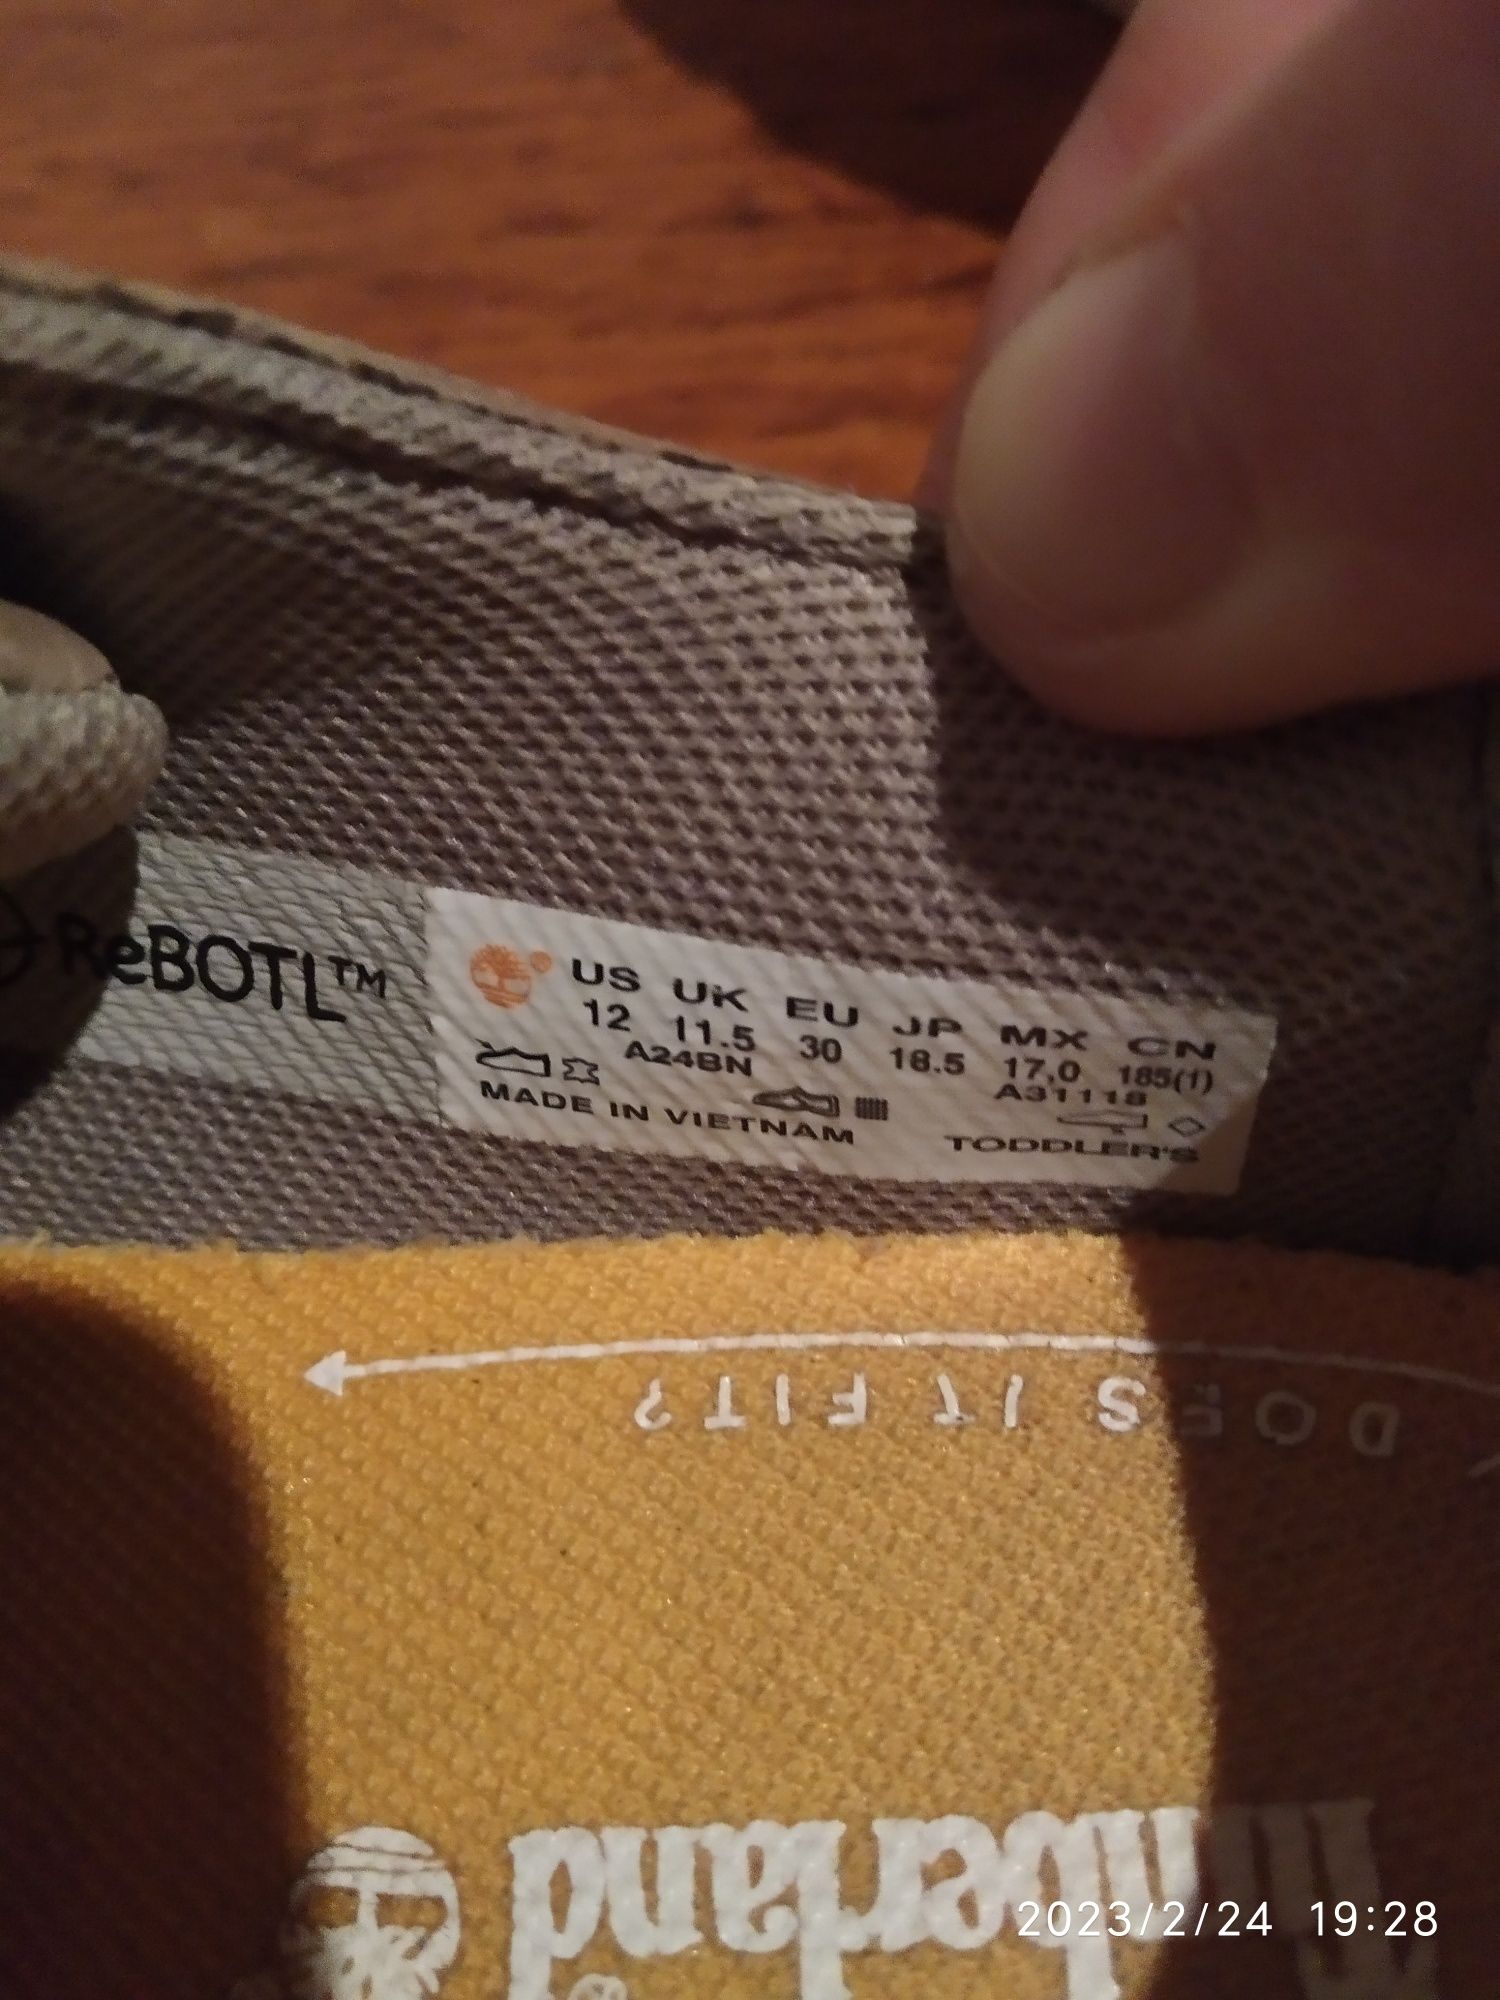 ReBOTL™
US UK EU JP MX CN
12 11.5 30 18.5 17.0 185(1)
A24BN A31118
MADE IN VIETNAM TODDLER'S
DOES IT FIT?
Timberland
2023/2/24 19:28